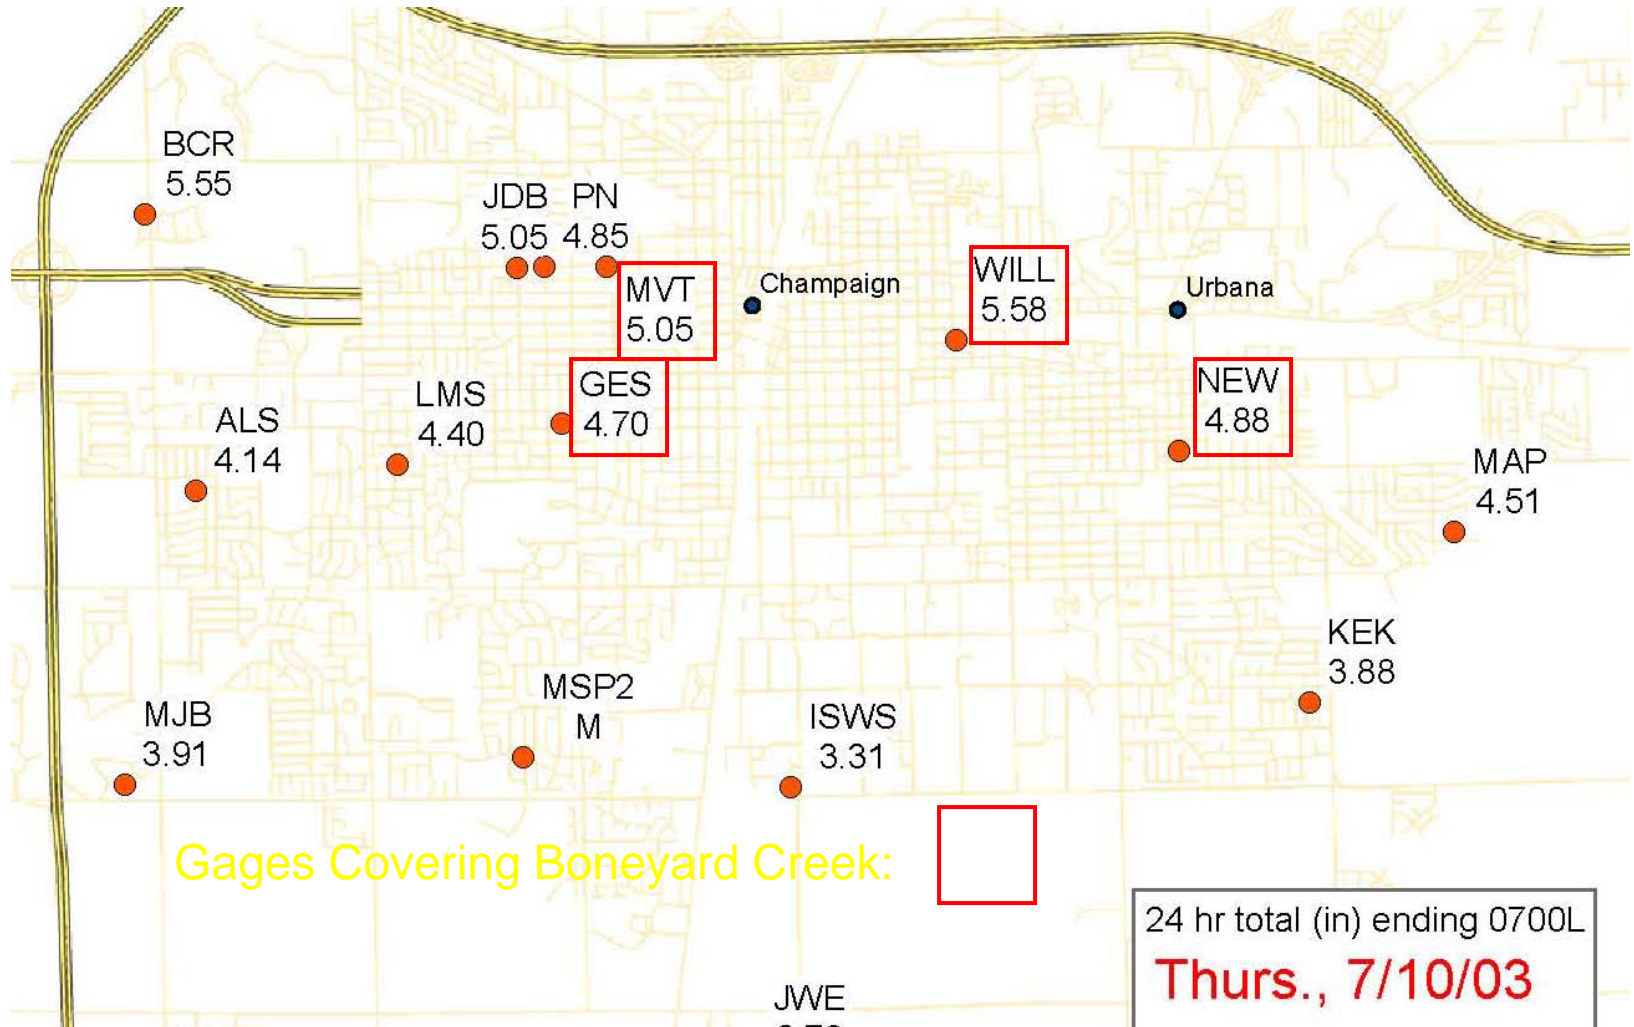 BCR
5.55
JDB PN
5.05 4.85
MVT
5.05
Champaign
WILL
5.58
Urbana
GES
4.70
NEW
4.88
LMS
4.40
ALS
4.14
MAP
4.51
KEK
3.88
MSP2
M
MJB
3.91
ISWS
3.31
Gages Covering Boneyard Creek:
24 hr total (in) ending 0700L
Thurs., 7/10/03
JWE